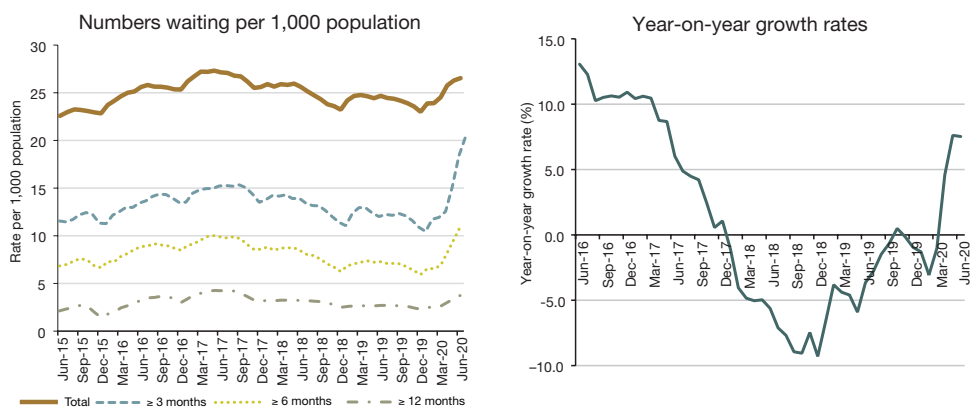 Numbers waiting per 1,000 population
Rate per 1,000 population
30
25
20
15
10
5
0
Jun-15
Sep-15
Dec-15
Mar-16
Jun-16
Sep-16
Dec-16
Mar-17
Jun-17
Sep-17
Dec-17
Mar-18
Jun-18
Sep-18
Dec-18
Mar-19
Jun-19
Sep-19
Dec-19
Mar-20
Jun-20
Total
≥ 3 months
≥ 6 months
≥ 12 months
Year-on-year growth rates
Year-on-year growth rate (%)
15.0
10.0
5.0
0.0
−5.0
−10.0
Jun-16
Sep-16
Dec-16
Mar-17
Jun-17
Sep-17
Dec-17
Mar-18
Jun-18
Sep-18
Dec-18
Mar-19
Jun-19
Sep-19
Dec-19
Mar-20
Jun-20